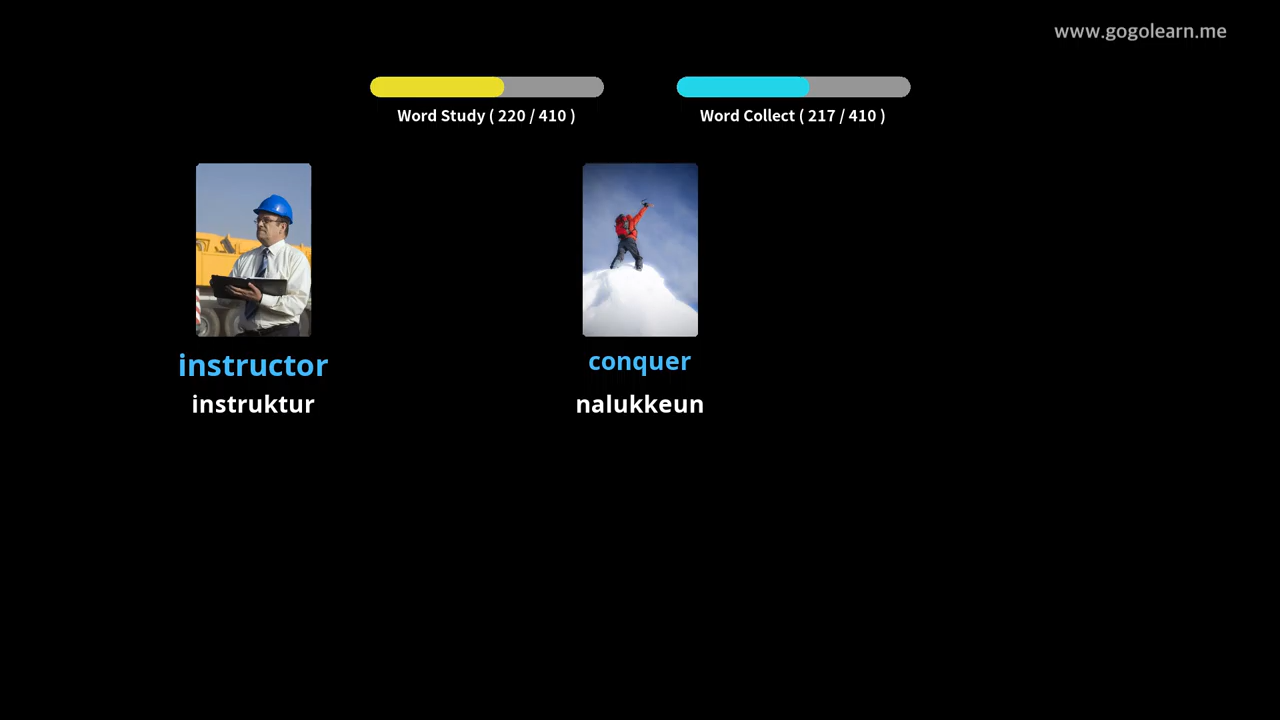 www.gogolearn.me
Word Study ( 220 / 410 )
Word Collect ( 217 / 410 )
instructor
instruktur
conquer
nalukkeun